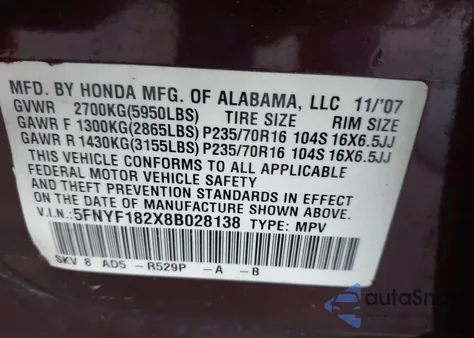 MFD. BY HONDA MFG. OF ALABAMA, LLC 11/'07
GVWR 2700KG(5950LBS) TIRE SIZE RIM SIZE
GAWR F 1300KG(2865LBS) P235/70R16 104S 16X6.5JJ
GAWR R 1430KG(3155LBS) P235/70R16 104S 16X6.5JJ
THIS VEHICLE CONFORMS TO ALL APPLICABLE
FEDERAL MOTOR VEHICLE SAFETY
AND THEFT PREVENTION STANDARDS IN EFFECT
ON THE DATE OF MANUFACTURE SHOWN ABOVE.
V.I.N.:5FNYF182X8B028138 TYPE: MPV
SKV 8 AD5 -R529P -A -B